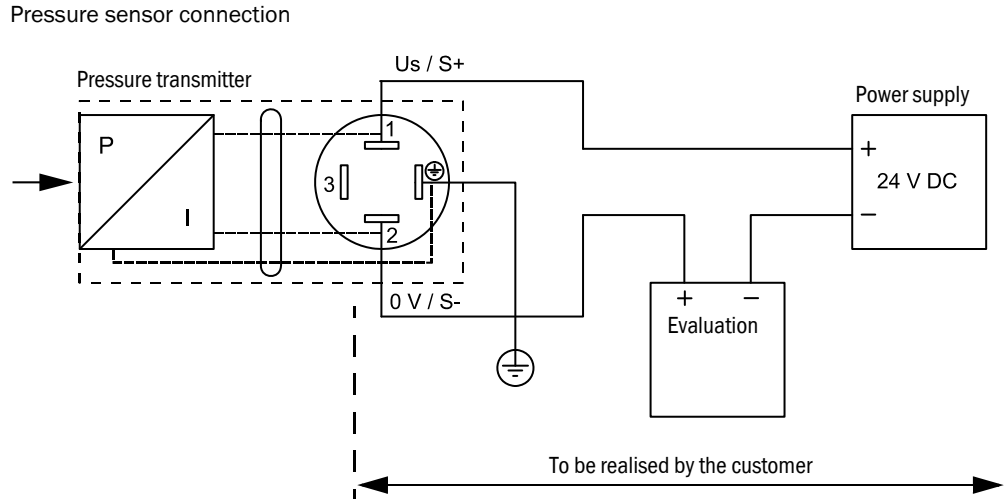 Pressure sensor connection
Us / S+
Pressure transmitter
Power supply
P
1
+
3
24 V DC
I
2
−
0 V / S-
+ −
Evaluation
To be realised by the customer